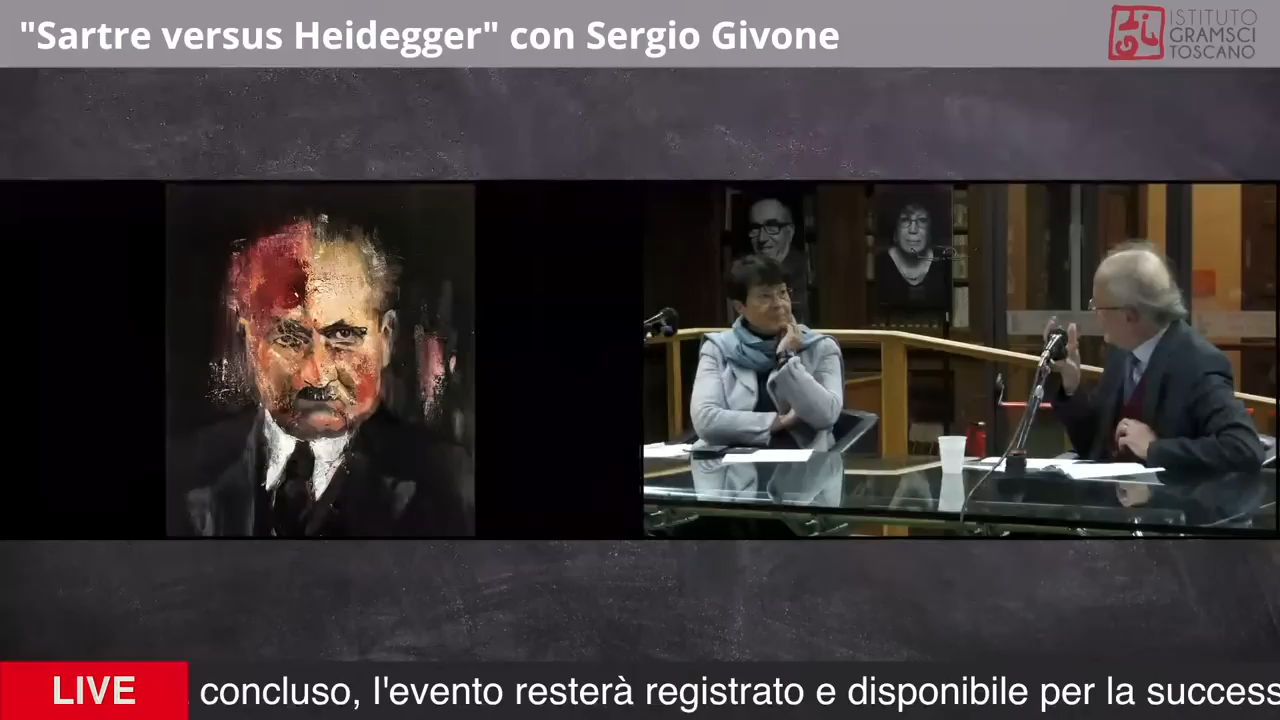 "Sartre versus Heidegger" con Sergio Givone
ISTITUTO
GRAMSCI
TOSCANO
LIVE
concluso, l'evento resterà registrato e disponibile per la success